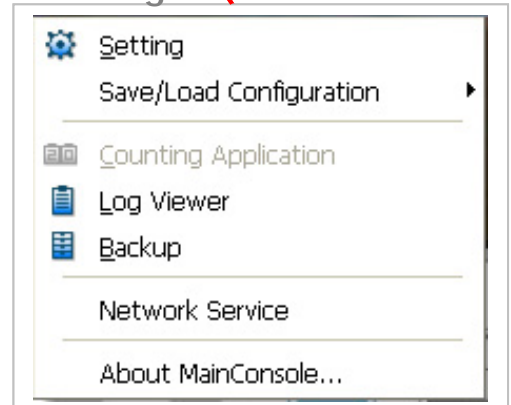 Setting
Save/Load Configuration
Counting Application
Log Viewer
Backup
Network Service
About MainConsole...